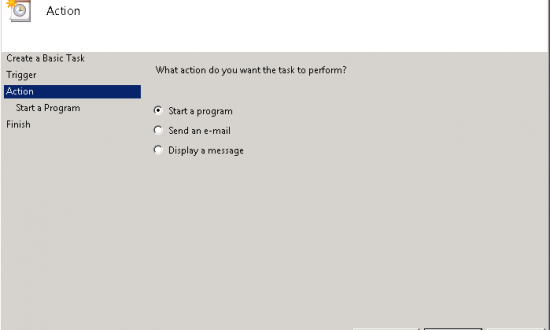 Action
Create a Basic Task
Trigger
Action
Start a Program
Finish
What action do you want the task to perform?
Start a program
Send an e-mail
Display a message